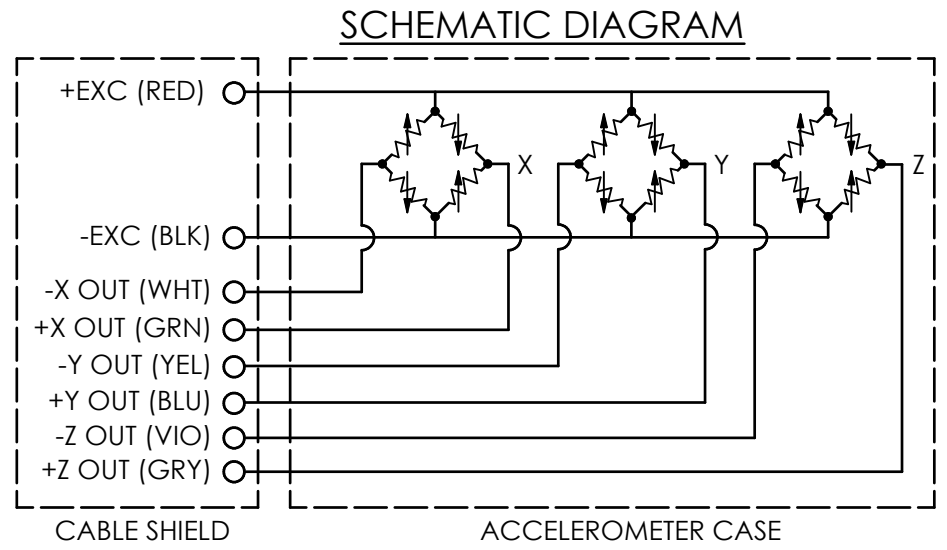 SCHEMATIC DIAGRAM
+EXC (RED)
X
Y
Z
-EXC (BLK)
-X OUT (WHT)
+X OUT (GRN)
-Y OUT (YEL)
+Y OUT (BLU)
-Z OUT (VIO)
+Z OUT (GRY)
CABLE SHIELD
ACCELEROMETER CASE